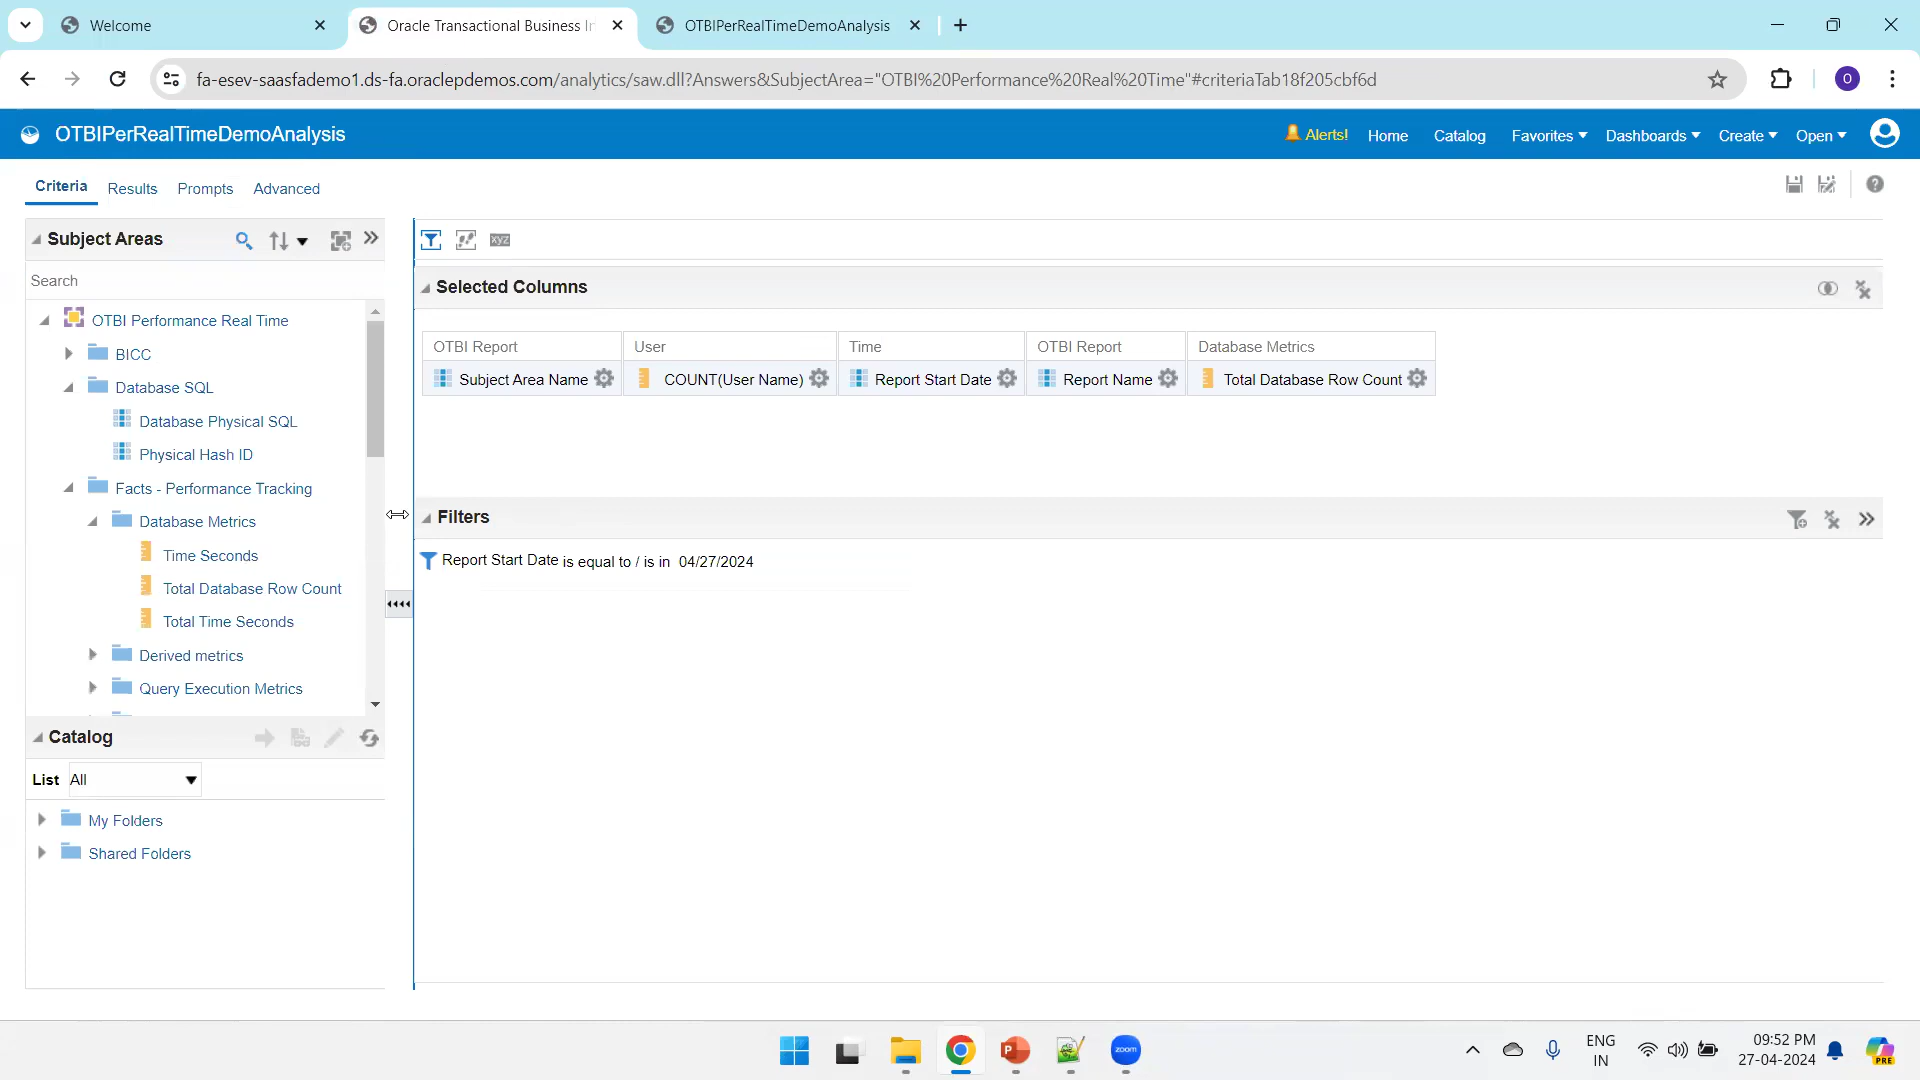 Welcome
Oracle Transactional Business In
OTBIPerRealTimeDemoAnalysis
fa-esev-saasfademo1.ds-fa.oraclepdemos.com/analytics/saw.dll?Answers&SubjectArea="OTBI%20Performance%20Real%20Time"#criteriaTab18f205cbf6d
O
OTBIPerRealTimeDemoAnalysis
Alerts! Home Catalog Favorites Dashboards Create Open
Criteria Results Prompts Advanced
Subject Areas
Search
OTBI Performance Real Time
BICC
Database SQL
Database Physical SQL
Physical Hash ID
Facts - Performance Tracking
Database Metrics
Time Seconds
Total Database Row Count
Total Time Seconds
Derived metrics
Query Execution Metrics
Catalog
List All
My Folders
Shared Folders
xyz
Selected Columns
OTBI Report User Time OTBI Report Database Metrics
Subject Area Name COUNT(User Name) Report Start Date Report Name Total Database Row Count
Filters
Report Start Date is equal to / is in 04/27/2024
P
zoom
ENG
IN
09:52 PM
27-04-2024
PRE